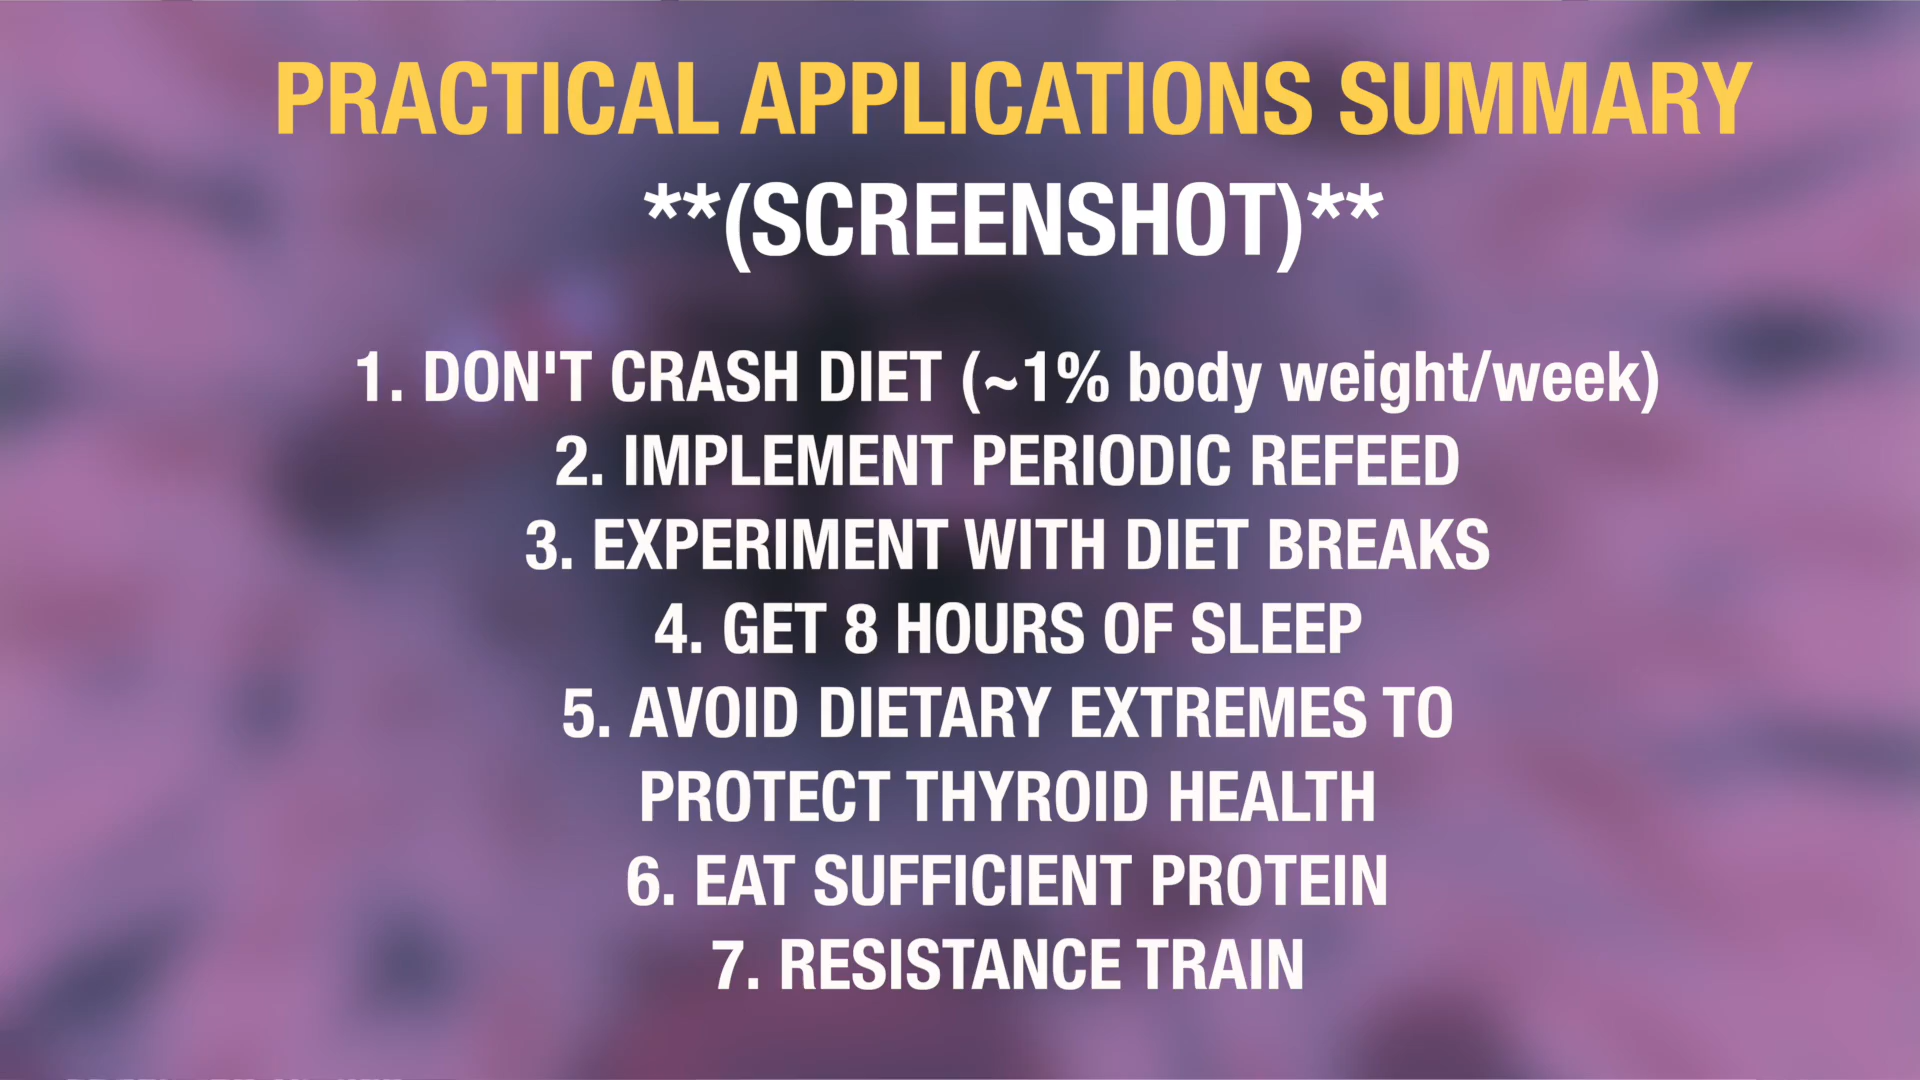 PRACTICAL APPLICATIONS SUMMARY
**(SCREENSHOT)**
1. DON'T CRASH DIET (~1% body weight/week)
2. IMPLEMENT PERIODIC REFEED
3. EXPERIMENT WITH DIET BREAKS
4. GET 8 HOURS OF SLEEP
5. AVOID DIETARY EXTREMES TO
PROTECT THYROID HEALTH
6. EAT SUFFICIENT PROTEIN
7. RESISTANCE TRAIN